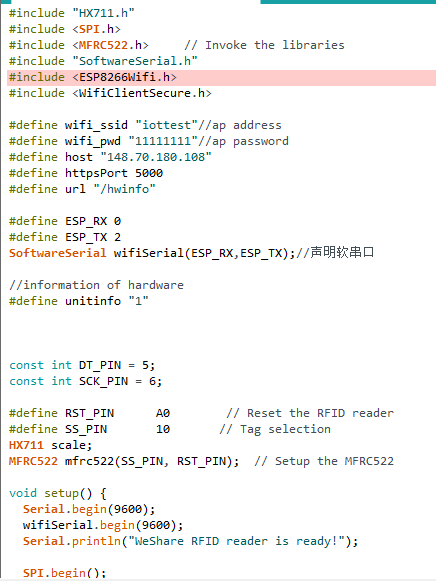 #include "HX711.h"
#include <SPI.h>
#include <MFRC522.h>     // Invoke the libraries
#include "SoftwareSerial.h"
#include <ESP8266Wifi.h>
#include <WifiClientSecure.h>
#define wifi_ssid "iottest"//ap address
#define wifi_pwd "11111111"//ap password
#define host "148.70.180.108"
#define httpsPort 5000
#define url "/hwinfo"
#define ESP_RX 0
#define ESP_TX 2
SoftwareSerial wifiSerial(ESP_RX,ESP_TX);//声明软串口
//information of hardware
#define unitinfo "1"
const int DT_PIN = 5;
const int SCK_PIN = 6;
#define RST_PIN      A0        // Reset the RFID reader
#define SS_PIN       10       // Tag selection
HX711 scale;
MFRC522 mfrc522(SS_PIN, RST_PIN);  // Setup the MFRC522
void setup() {
  Serial.begin(9600);
  wifiSerial.begin(9600);
  Serial.println("WeShare RFID reader is ready!");
  SPI.begin();